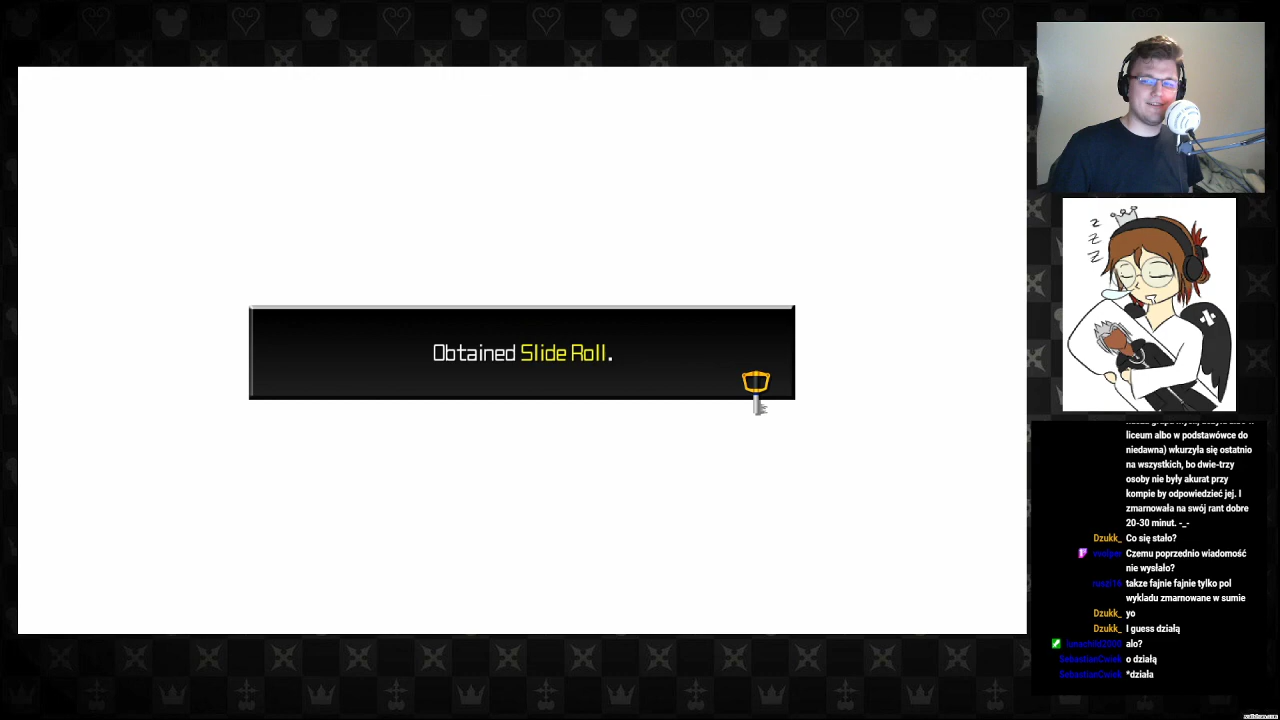 Obtained Slide Roll.
z
z
z
liceum albo w podstawówce do
niedawna) wkurzyła się ostatnio
na wszystkich, bo dwie-trzy
osoby nie były akurat przy
kompie by odpowiedzieć jej. I
zmarnowała na swój rant dobre
20-30 minut. -_-
Dzukk_ Co się stało?
Czemu poprzednio wiadomość
nie wysłało?
takze fajnie fajnie tylko pol
wykladu zmarnowane w sumie
Dzukk_ yo
Dzukk_ I guess działą
alo?
SebastianCwiek o działą
SebastianCwiek *działa